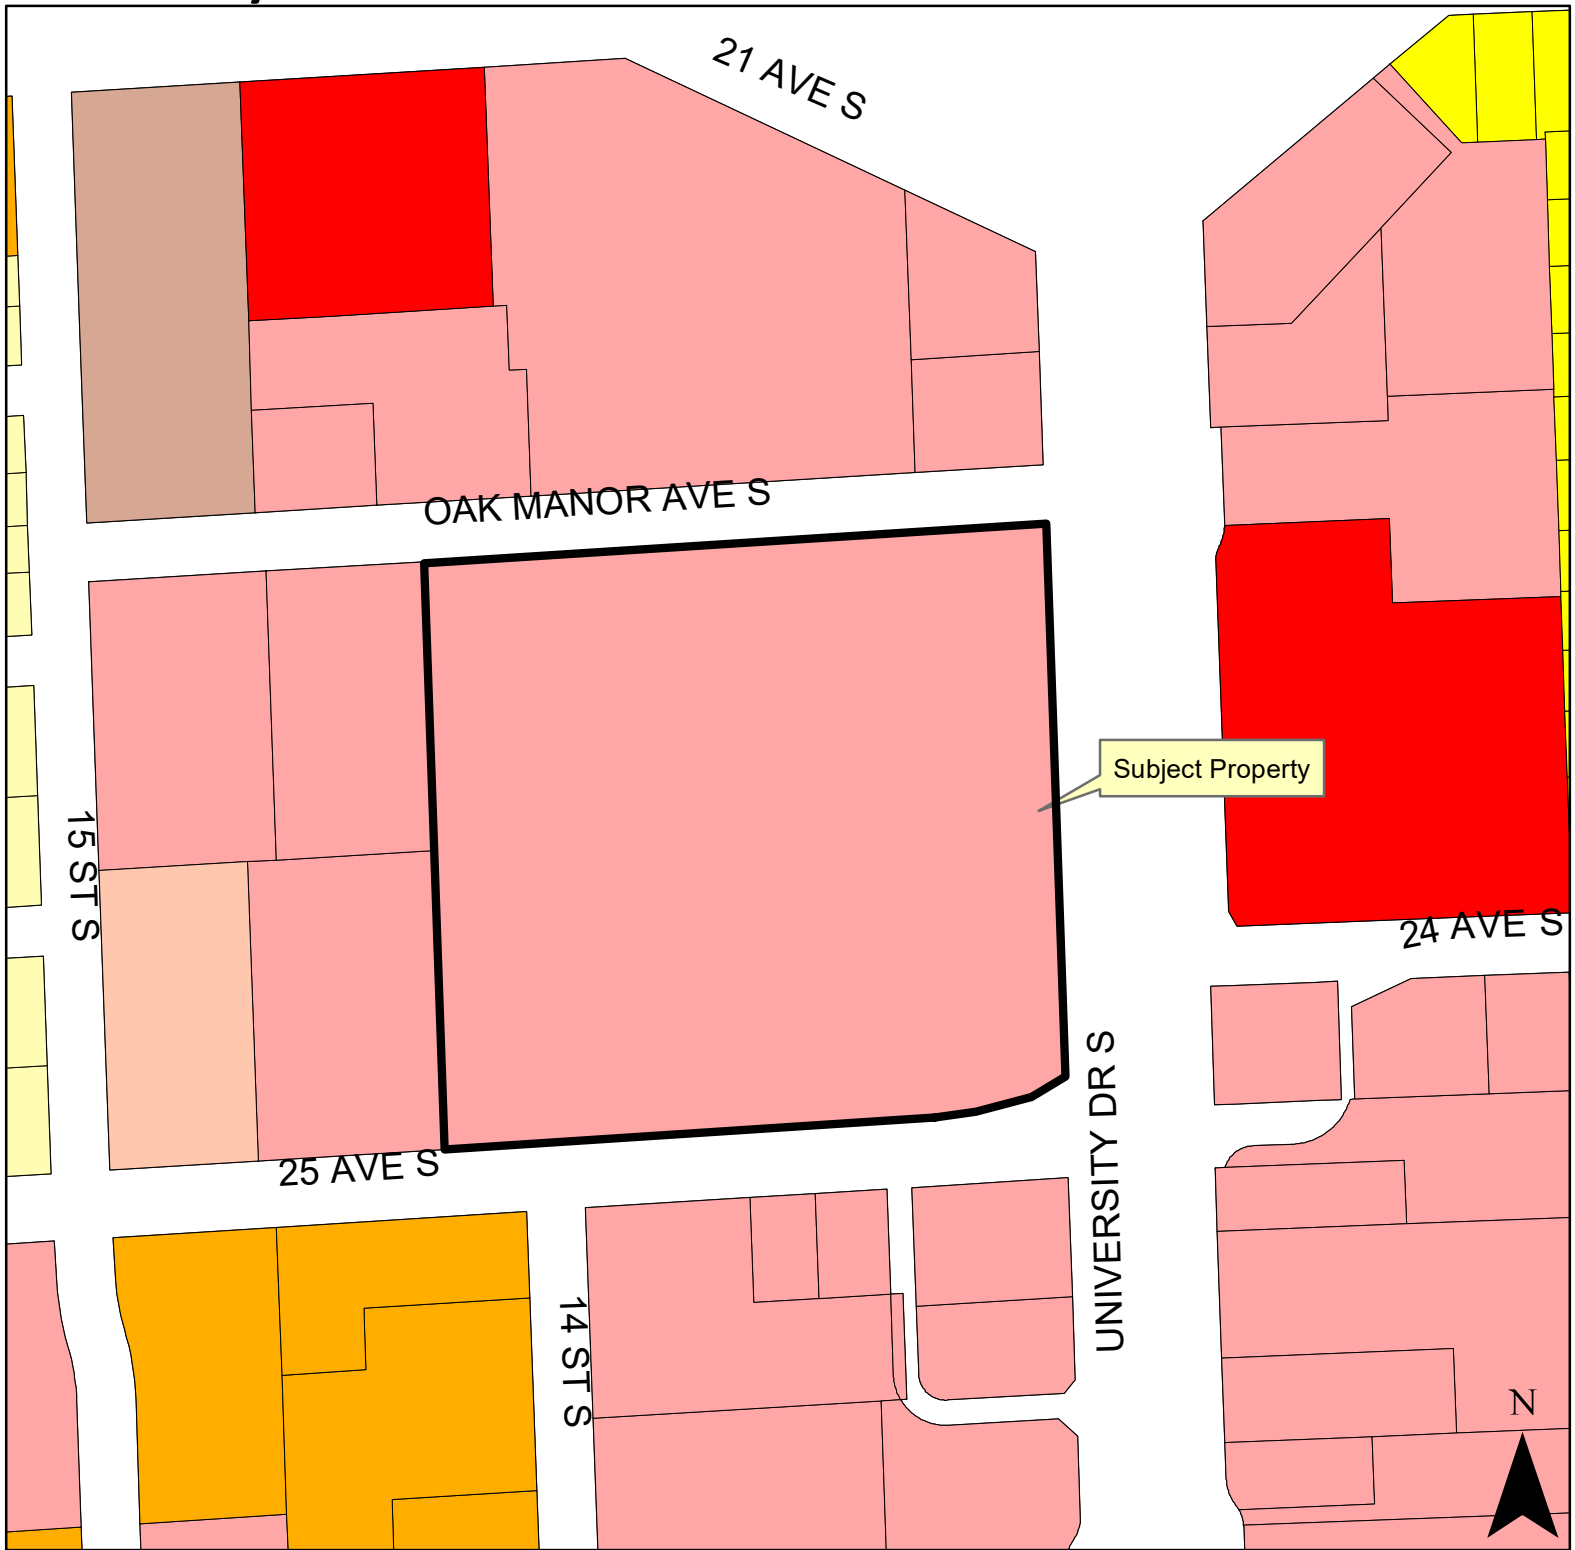 21 AVE S
OAK MANOR AVE S
Subject Property
15 ST S
24 AVE S
UNIVERSITY DR S
25 AVE S
14 ST S
N